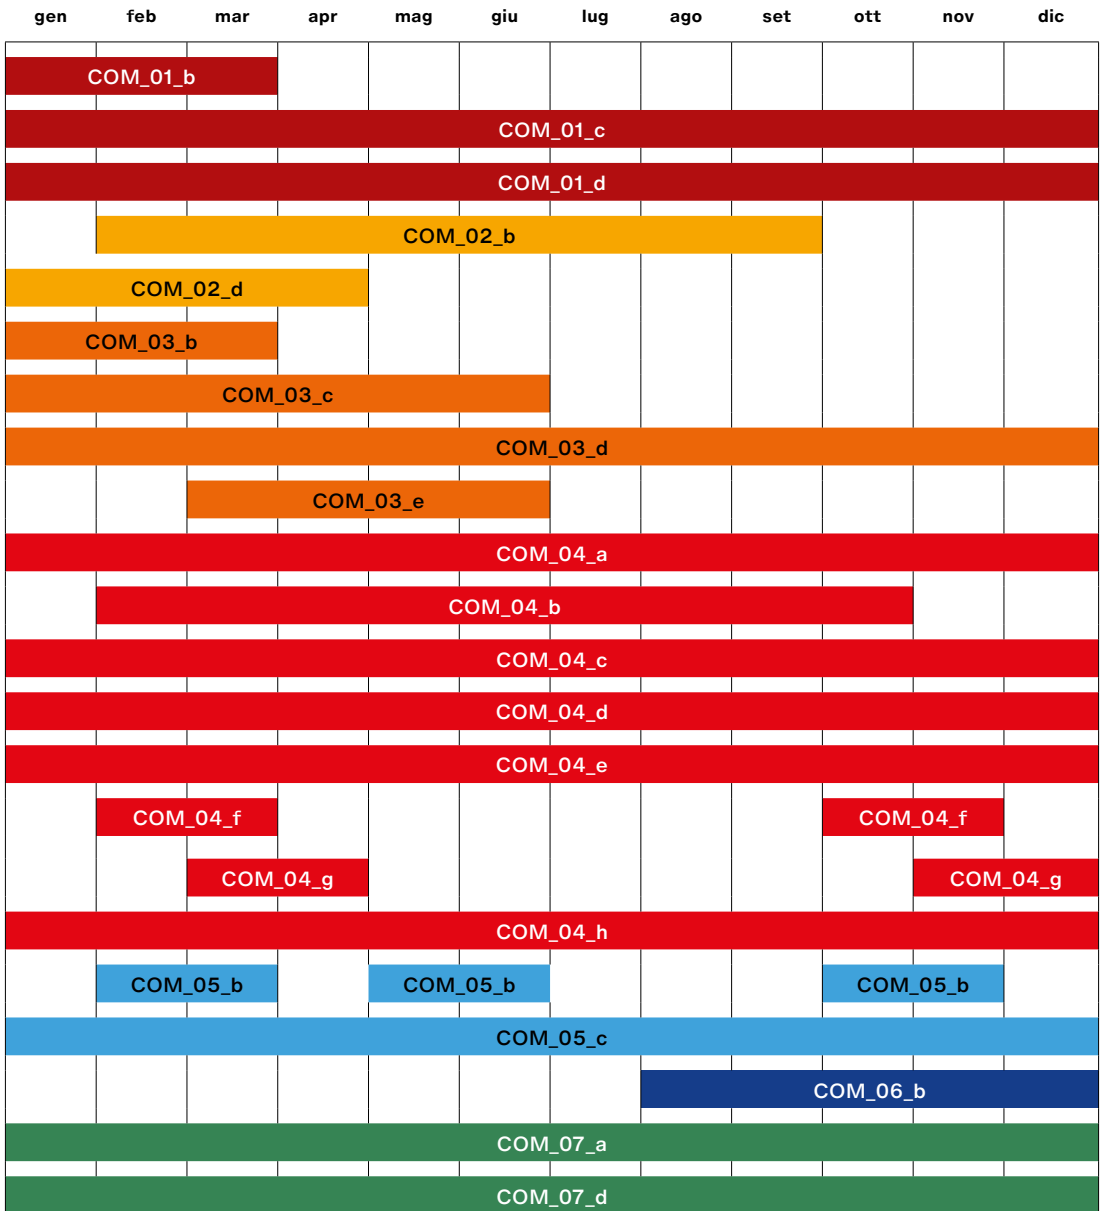 gen feb mar apr mag giu lug ago set ott nov dic
COM_01_b
COM_01_c
COM_01_d
COM_02_b
COM_02_d
COM_03_b
COM_03_c
COM_03_d
COM_03_e
COM_04_a
COM_04_b
COM_04_c
COM_04_d
COM_04_e
COM_04_f COM_04_f
COM_04_g COM_04_g
COM_04_h
COM_05_b COM_05_b COM_05_b
COM_05_c
COM_06_b
COM_07_a
COM_07_d